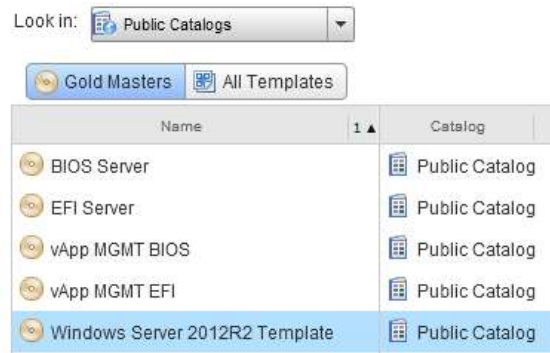 Look in: Public Catalogs
Gold Masters All Templates
Name 1 ▲ Catalog
BIOS Server Public Catalog
EFI Server Public Catalog
vApp MGMT BIOS Public Catalog
vApp MGMT EFI Public Catalog
Windows Server 2012R2 Template Public Catalog